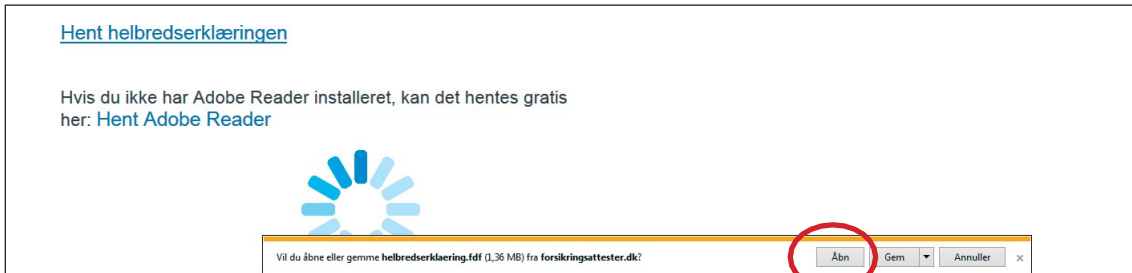 Hent helbredserklæringen
Hvis du ikke har Adobe Reader installeret, kan det hentes gratis
her: Hent Adobe Reader
Vil du åbne eller gemme helbredserklaering.fdf (1,36 MB) fra forsikringsattester.dk? Åbn Gem Annuller ×